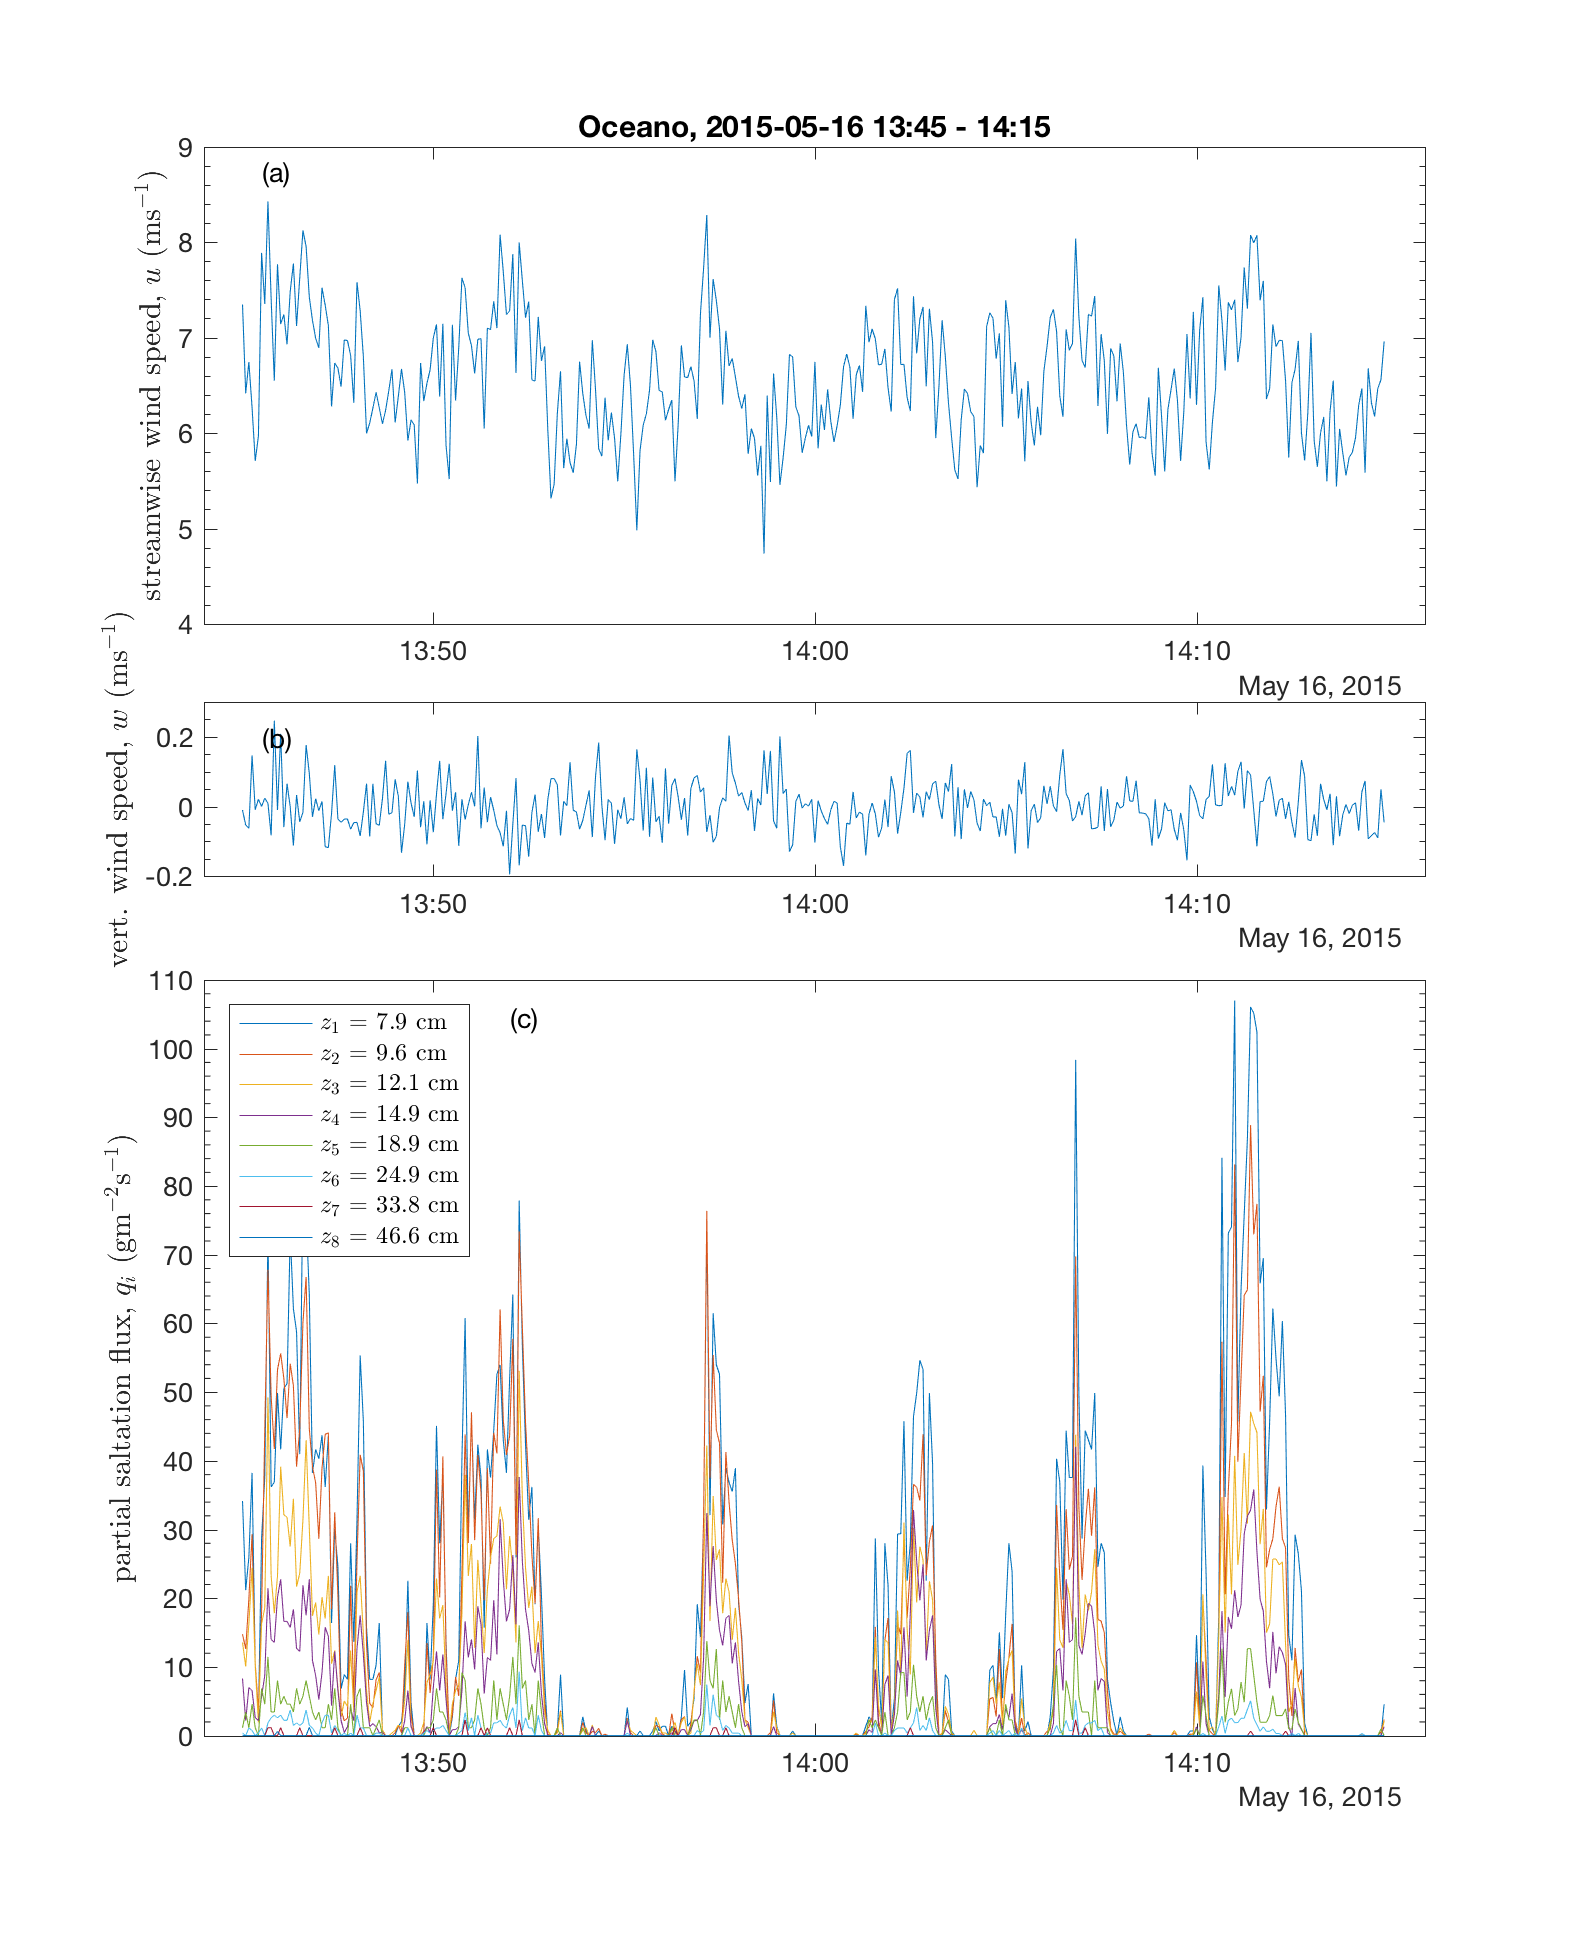 Oceano, 2015-05-16 13:45 - 14:15
(a)
streamwise wind speed, u (ms⁻¹)
9
8
7
6
5
4
13:50 14:00 14:10
May 16, 2015
(b)
vert. wind speed, w (ms⁻¹)
0.2
0
-0.2
13:50 14:00 14:10
May 16, 2015
(c)
partial saltation flux, qᵢ (gm⁻²s⁻¹)
110
100
90
80
70
60
50
40
30
20
10
0
z₁ = 7.9 cm
z₂ = 9.6 cm
z₃ = 12.1 cm
z₄ = 14.9 cm
z₅ = 18.9 cm
z₆ = 24.9 cm
z₇ = 33.8 cm
z₈ = 46.6 cm
13:50 14:00 14:10
May 16, 2015